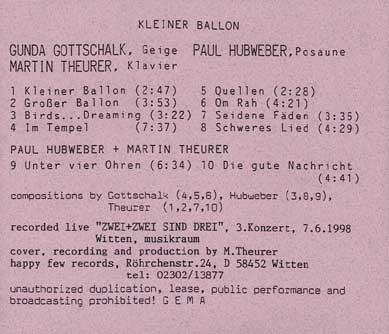 KLEINER BALLON
GUNDA GOTTSCHALK, Geige PAUL HUBWEBER, Posaune
MARTIN THEURER, Klavier
1 Kleiner Ballon (2:47) 5 Quellen (2:28)
2 Großer Ballon (3:53) 6 Om Rah (4:21)
3 Birds...Dreaming (3:22) 7 Seidene Fäden (3:35)
4 Im Tempel (7:37) 8 Schweres Lied (4:29)
PAUL HUBWEBER + MARTIN THEURER
9 Unter vier Ohren (6:34) 10 Die gute Nachricht
(4:41)
compositions by Gottschalk (4,5,6), Hubweber (3,8,9),
Theurer (1,2,7,10)
recorded live "ZWEI+ZWEI SIND DREI", 3.Konzert, 7.6.1998
Witten, musikraum
cover, recording and production by M.Theurer
happy few records, Röhrchenstr.24, D 58452 Witten
tel: 02302/13877
unauthorized duplication, lease, public performance and
broadcasting prohibited! G E M A